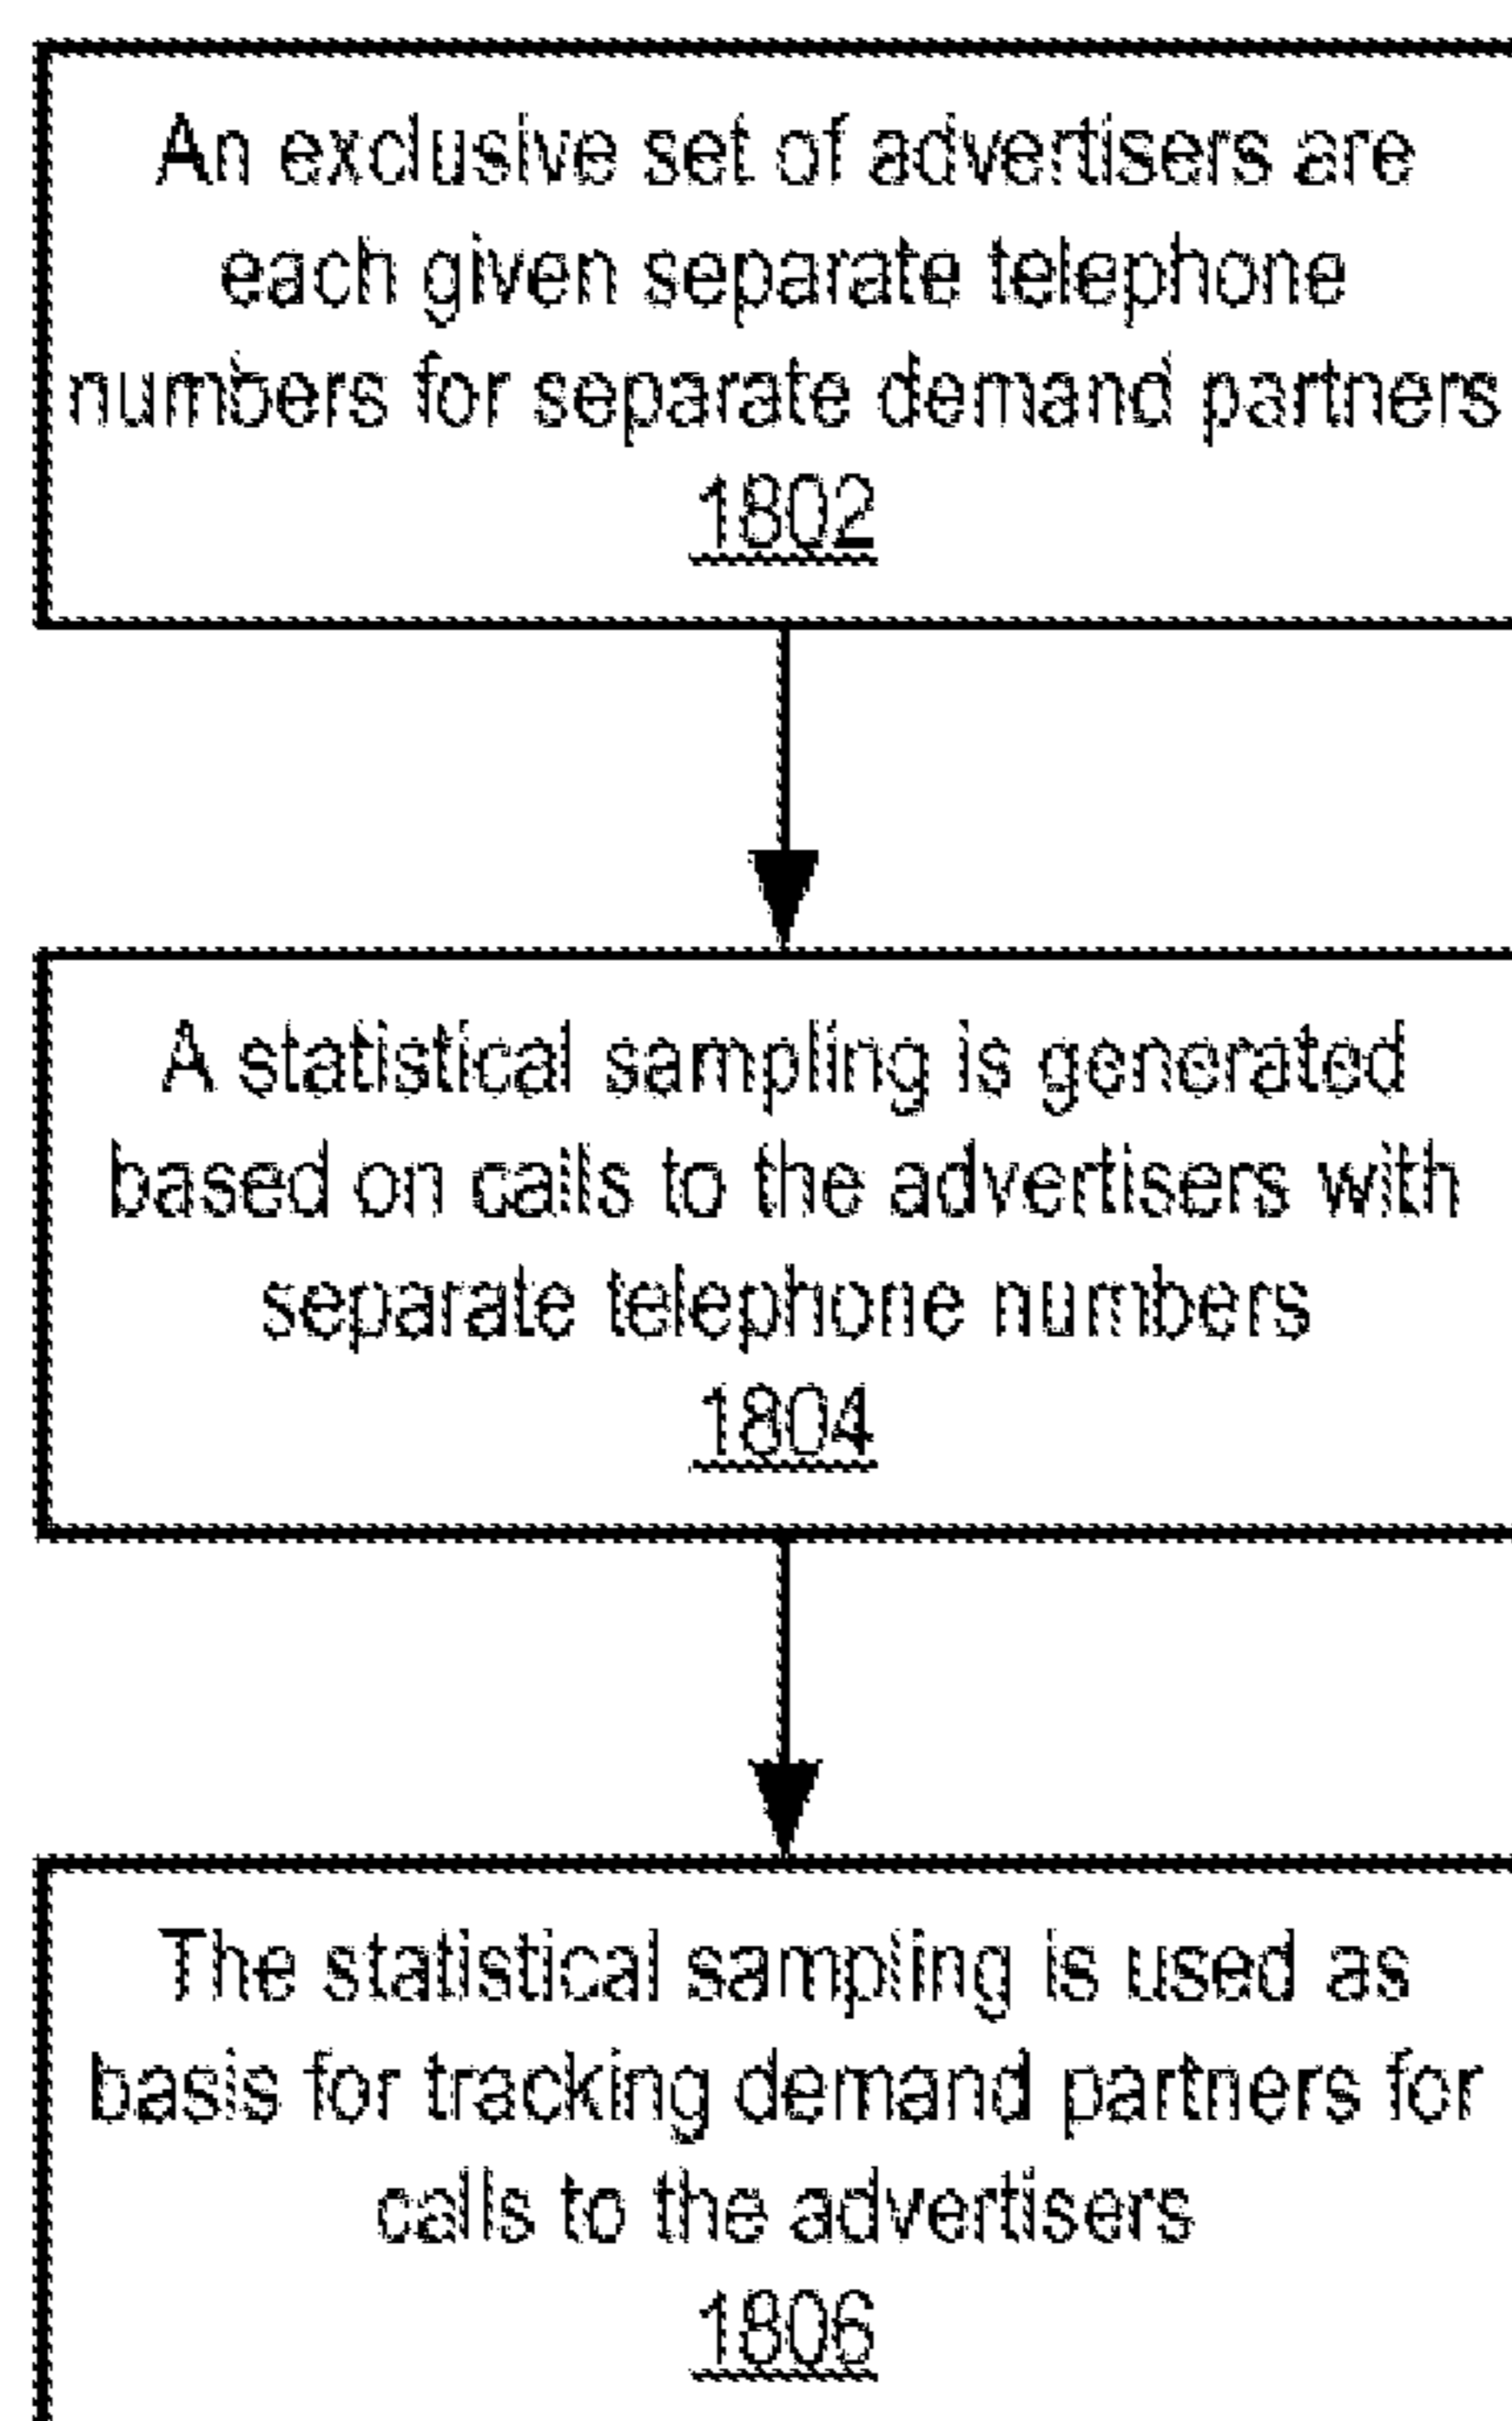 An exclusive set of advertisers are
each given separate telephone
numbers for separate demand partners
1802
A statistical sampling is generated
based on calls to the advertisers with
separate telephone numbers
1804
The statistical sampling is used as
basis for tracking demand partners for
calls to the advertisers
1806